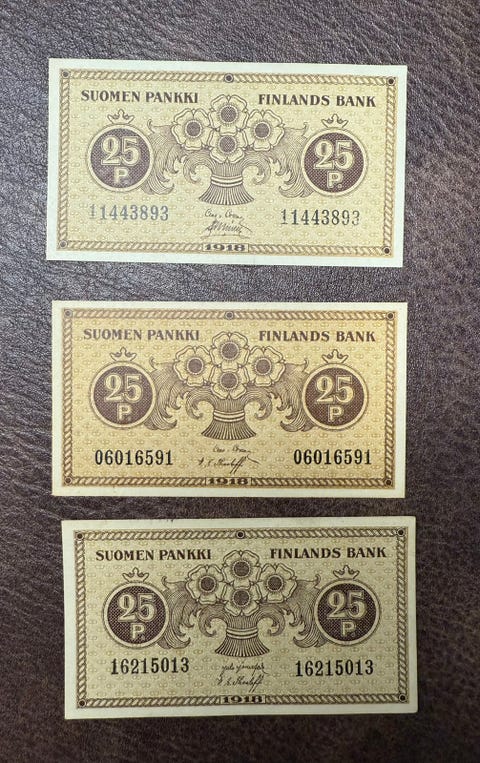 SUOMEN PANKKI FINLANDS BANK
25 P. 25 P.
11443893 11443893
1918
SUOMEN PANKKI FINLANDS BANK
25 P 25 P
06016591 06016591
1918
SUOMEN PANKKI FINLANDS BANK
25 P. 25 P.
16215013 16215013
1918